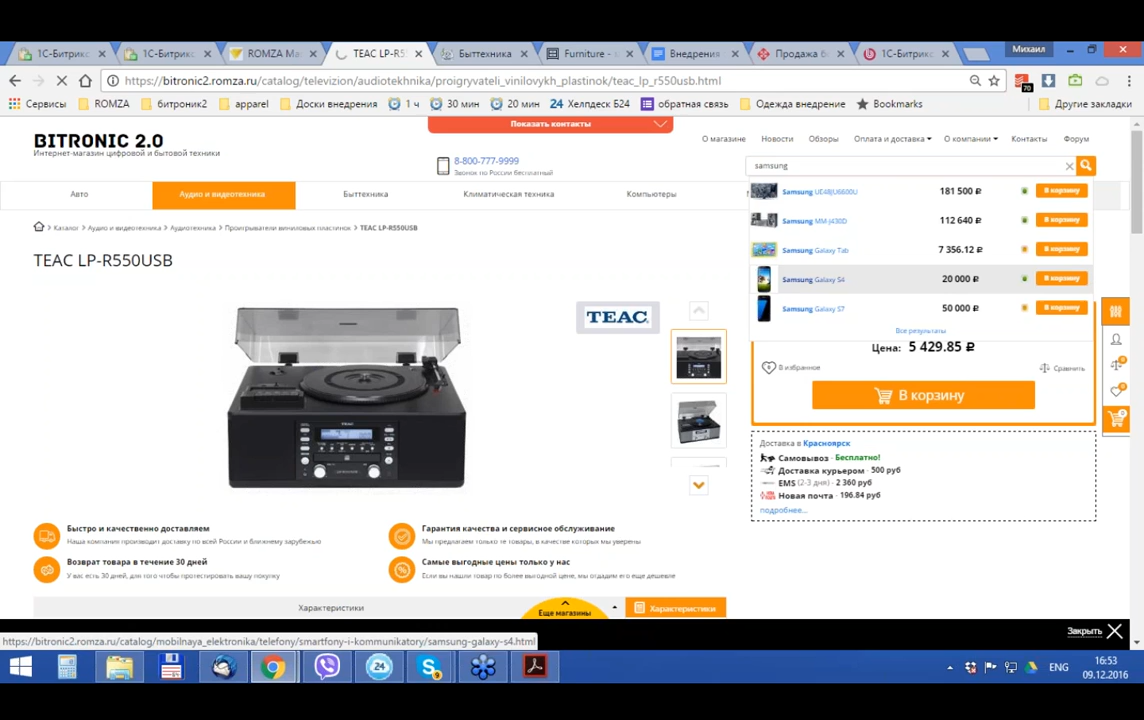 1С-Битрикс
1С-Битрикс
ROMZA Ma
TEAC LP-R55
Быттехника
Furniture - s
Внедрения
Продажа б
1С-Битрикс
Михаил
https://bitronic2.romza.ru/catalog/televizion/audiotekhnika/proigryvateli_vinilovykh_plastinok/teac_lp_r550usb.html
70
Сервисы
ROMZA
битроник2
apparel
Доски внедрения
1 ч
30 мин
20 мин
24 Хелпдеск Б24
обратная связь
Одежда внедрение
Bookmarks
Другие закладки
Показать контакты
BITRONIC 2.0
Интернет-магазин цифровой и бытовой техники
8-800-777-9999
Звонок по России бесплатный
О магазине
Новости
Обзоры
Оплата и доставка
О компании
Контакты
Форум
samsung
Авто
Аудио и видеотехника
Быттехника
Климатическая техника
Компьютеры
Samsung UE48JU6600U 181 500 ₽ В корзину
Samsung MM-J430D 112 640 ₽ В корзину
Samsung Galaxy Tab 7 356.12 ₽ В корзину
Samsung Galaxy S4 20 000 ₽ В корзину
Samsung Galaxy S7 50 000 ₽ В корзину
Все результаты
Каталог › Аудио и видеотехника › Аудиотехника › Проигрыватели виниловых пластинок › TEAC LP-R550USB
TEAC LP-R550USB
TEAC
Цена: 5 429.85 ₽
В избранное
Сравнить
В корзину
Доставка в Красноярск
Самовывоз - Бесплатно!
Доставка курьером - 500 руб
EMS (2-3 дня) - 2 360 руб
Новая почта - 196.84 руб
подробнее...
Быстро и качественно доставляем
Наша компания производит доставку по всей России и ближнему зарубежью
Гарантия качества и сервисное обслуживание
Мы предлагаем только те товары, в качестве которых мы уверены
Возврат товара в течение 30 дней
У вас есть 30 дней, для того чтобы протестировать вашу покупку
Самые выгодные цены только у нас
Если вы нашли товар по более выгодной цене, мы отдадим его еще дешевле
Характеристики
Еще магазины
Характеристики
Закрыть
https://bitronic2.romza.ru/catalog/mobilnaya_elektronika/telefony/smartfony-i-kommunikatory/samsung-galaxy-s4.html
24
9
ENG
16:53
09.12.2016